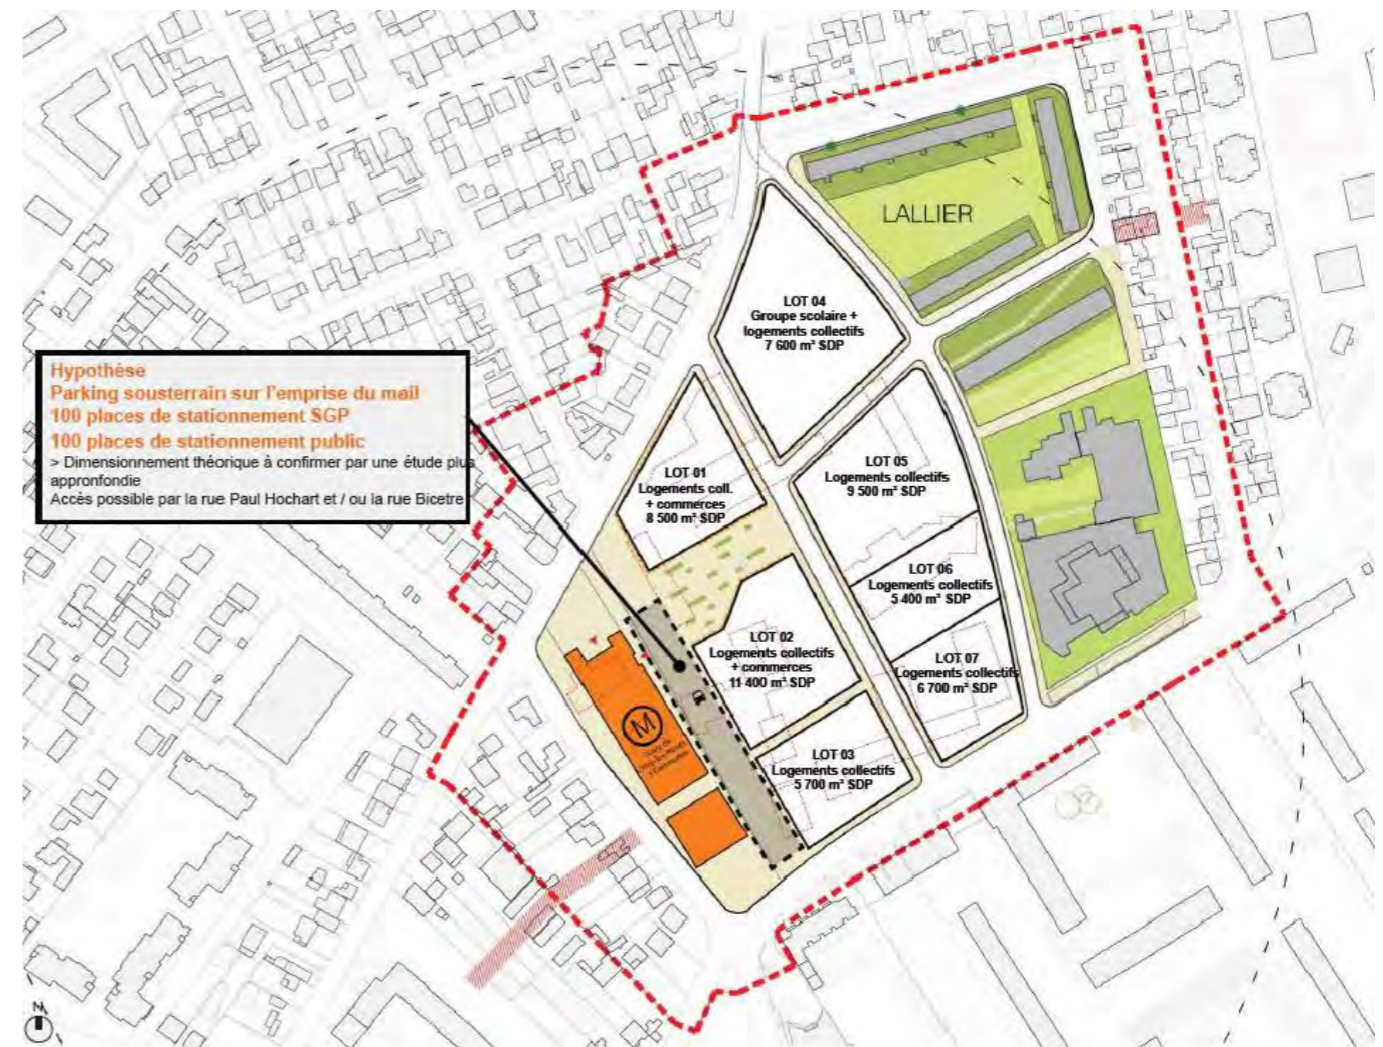 LALLIER
LOT 04
Groupe scolaire +
logements collectifs
7 600 m² SDP
Hypothèse
Parking sousterrain sur l'emprise du mail
100 places de stationnement SGP
100 places de stationnement public
> Dimensionnement théorique à confirmer par une étude plus
appronfondie
Accès possible par la rue Paul Hochart et / ou la rue Bicetre
LOT 01
Logements coll.
+ commerces
8 500 m² SDP
LOT 05
Logements collectifs
9 500 m² SDP
LOT 06
Logements collectifs
5 400 m² SDP
LOT 02
Logements collectifs
+ commerces
11 400 m² SDP
LOT 07
Logements collectifs
6 700 m² SDP
M
LOT 03
Logements collectifs
5 700 m² SDP
N